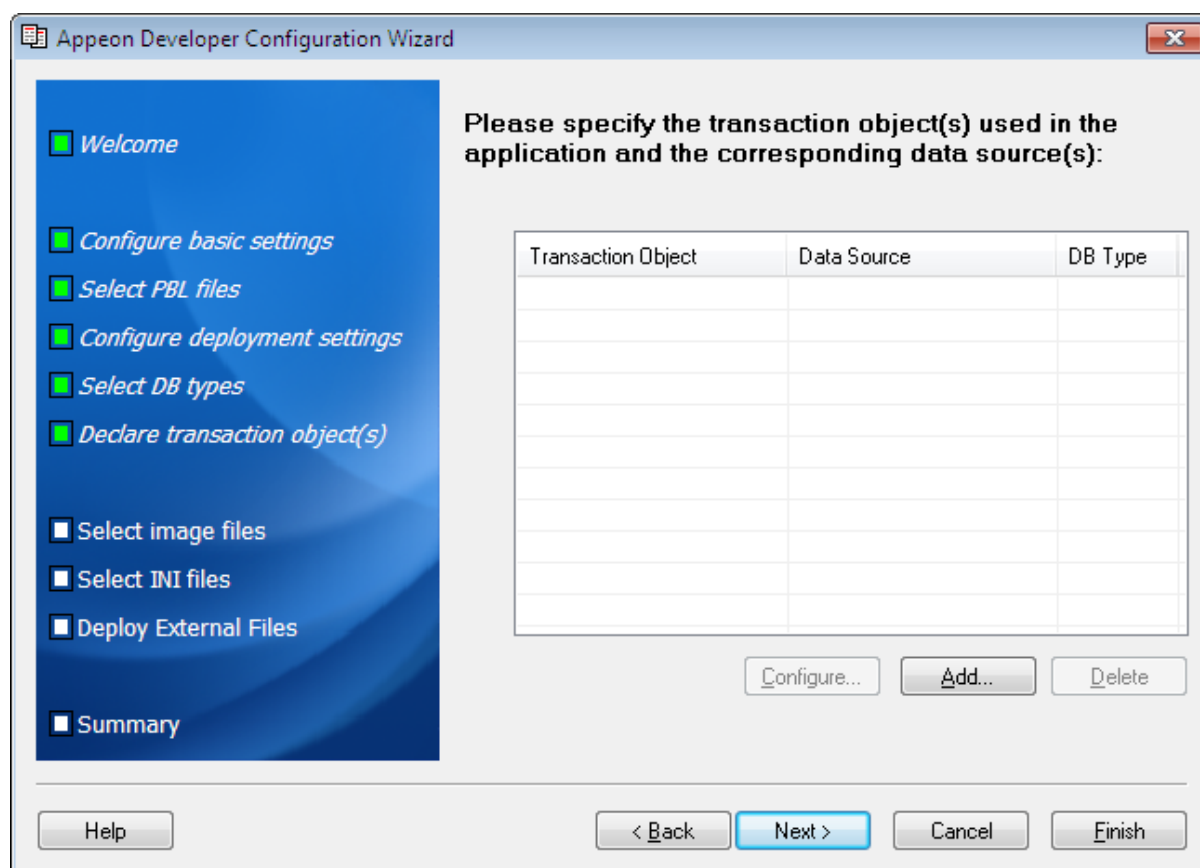 Appeon Developer Configuration Wizard
Welcome
Configure basic settings
Select PBL files
Configure deployment settings
Select DB types
Declare transaction object(s)
Select image files
Select INI files
Deploy External Files
Summary
Please specify the transaction object(s) used in the
application and the corresponding data source(s):
Transaction Object Data Source DB Type
Configure... Add... Delete
Help < Back Next > Cancel Finish